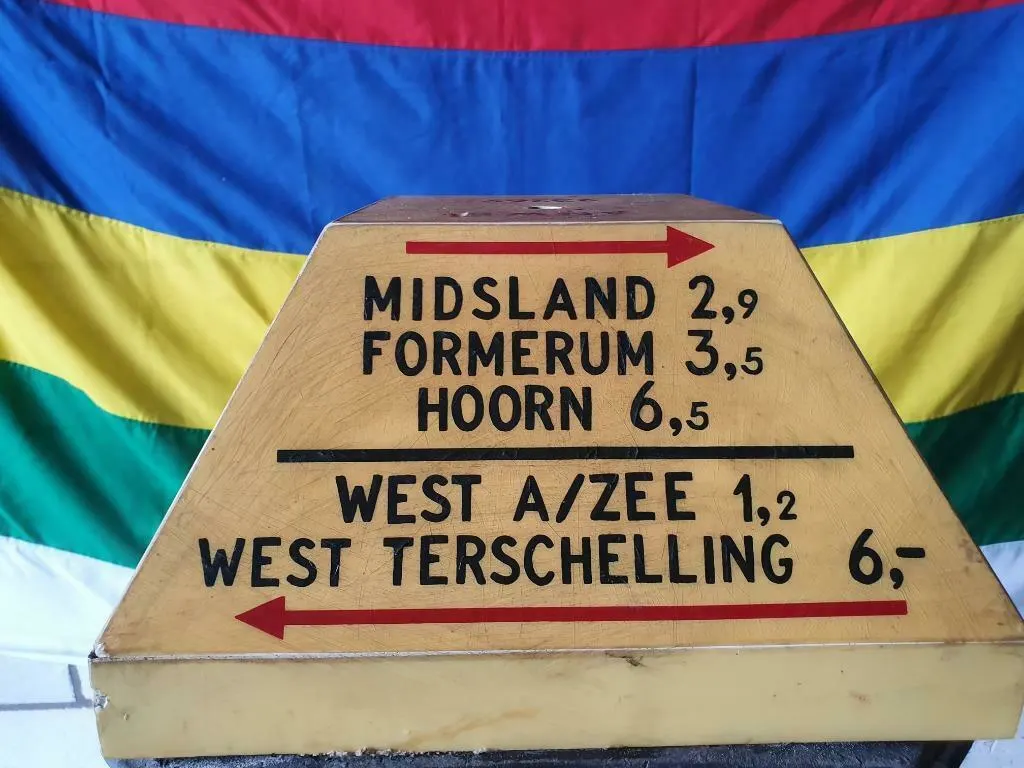 MIDSLAND 2,9
FORMERUM 3,5
HOORN 6,5
WEST A/ZEE 1,2
WEST TERSCHELLING 6,-